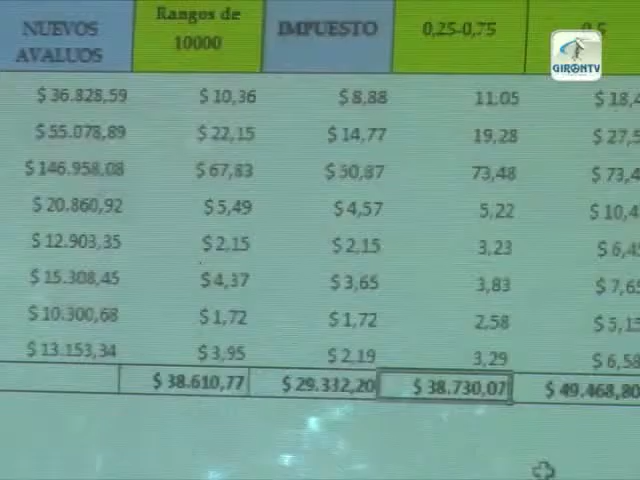 NUEVOS AVALUOS Rangos de 10000 IMPUESTO 0,25-0,75
GIRONTV
$ 36.828,59 $ 10,36 $ 8,88 11,05
$ 55.078,89 $ 22,15 $ 14,77 19,28
$ 146.958,08 $ 67,83 $ 50,87 73,48
$ 20.860,92 $ 5,49 $ 4,57 5,22
$ 12.903,35 $ 2,15 $ 2,15 3,23
$ 15.308,45 $ 4,37 $ 3,65 3,83
$ 10.300,68 $ 1,72 $ 1,72 2,58
$ 13.153,34 $ 3,95 $ 2,19 3,29
$ 38.610,77 $ 29.332,20 $ 38.730,07 $ 49.468,80